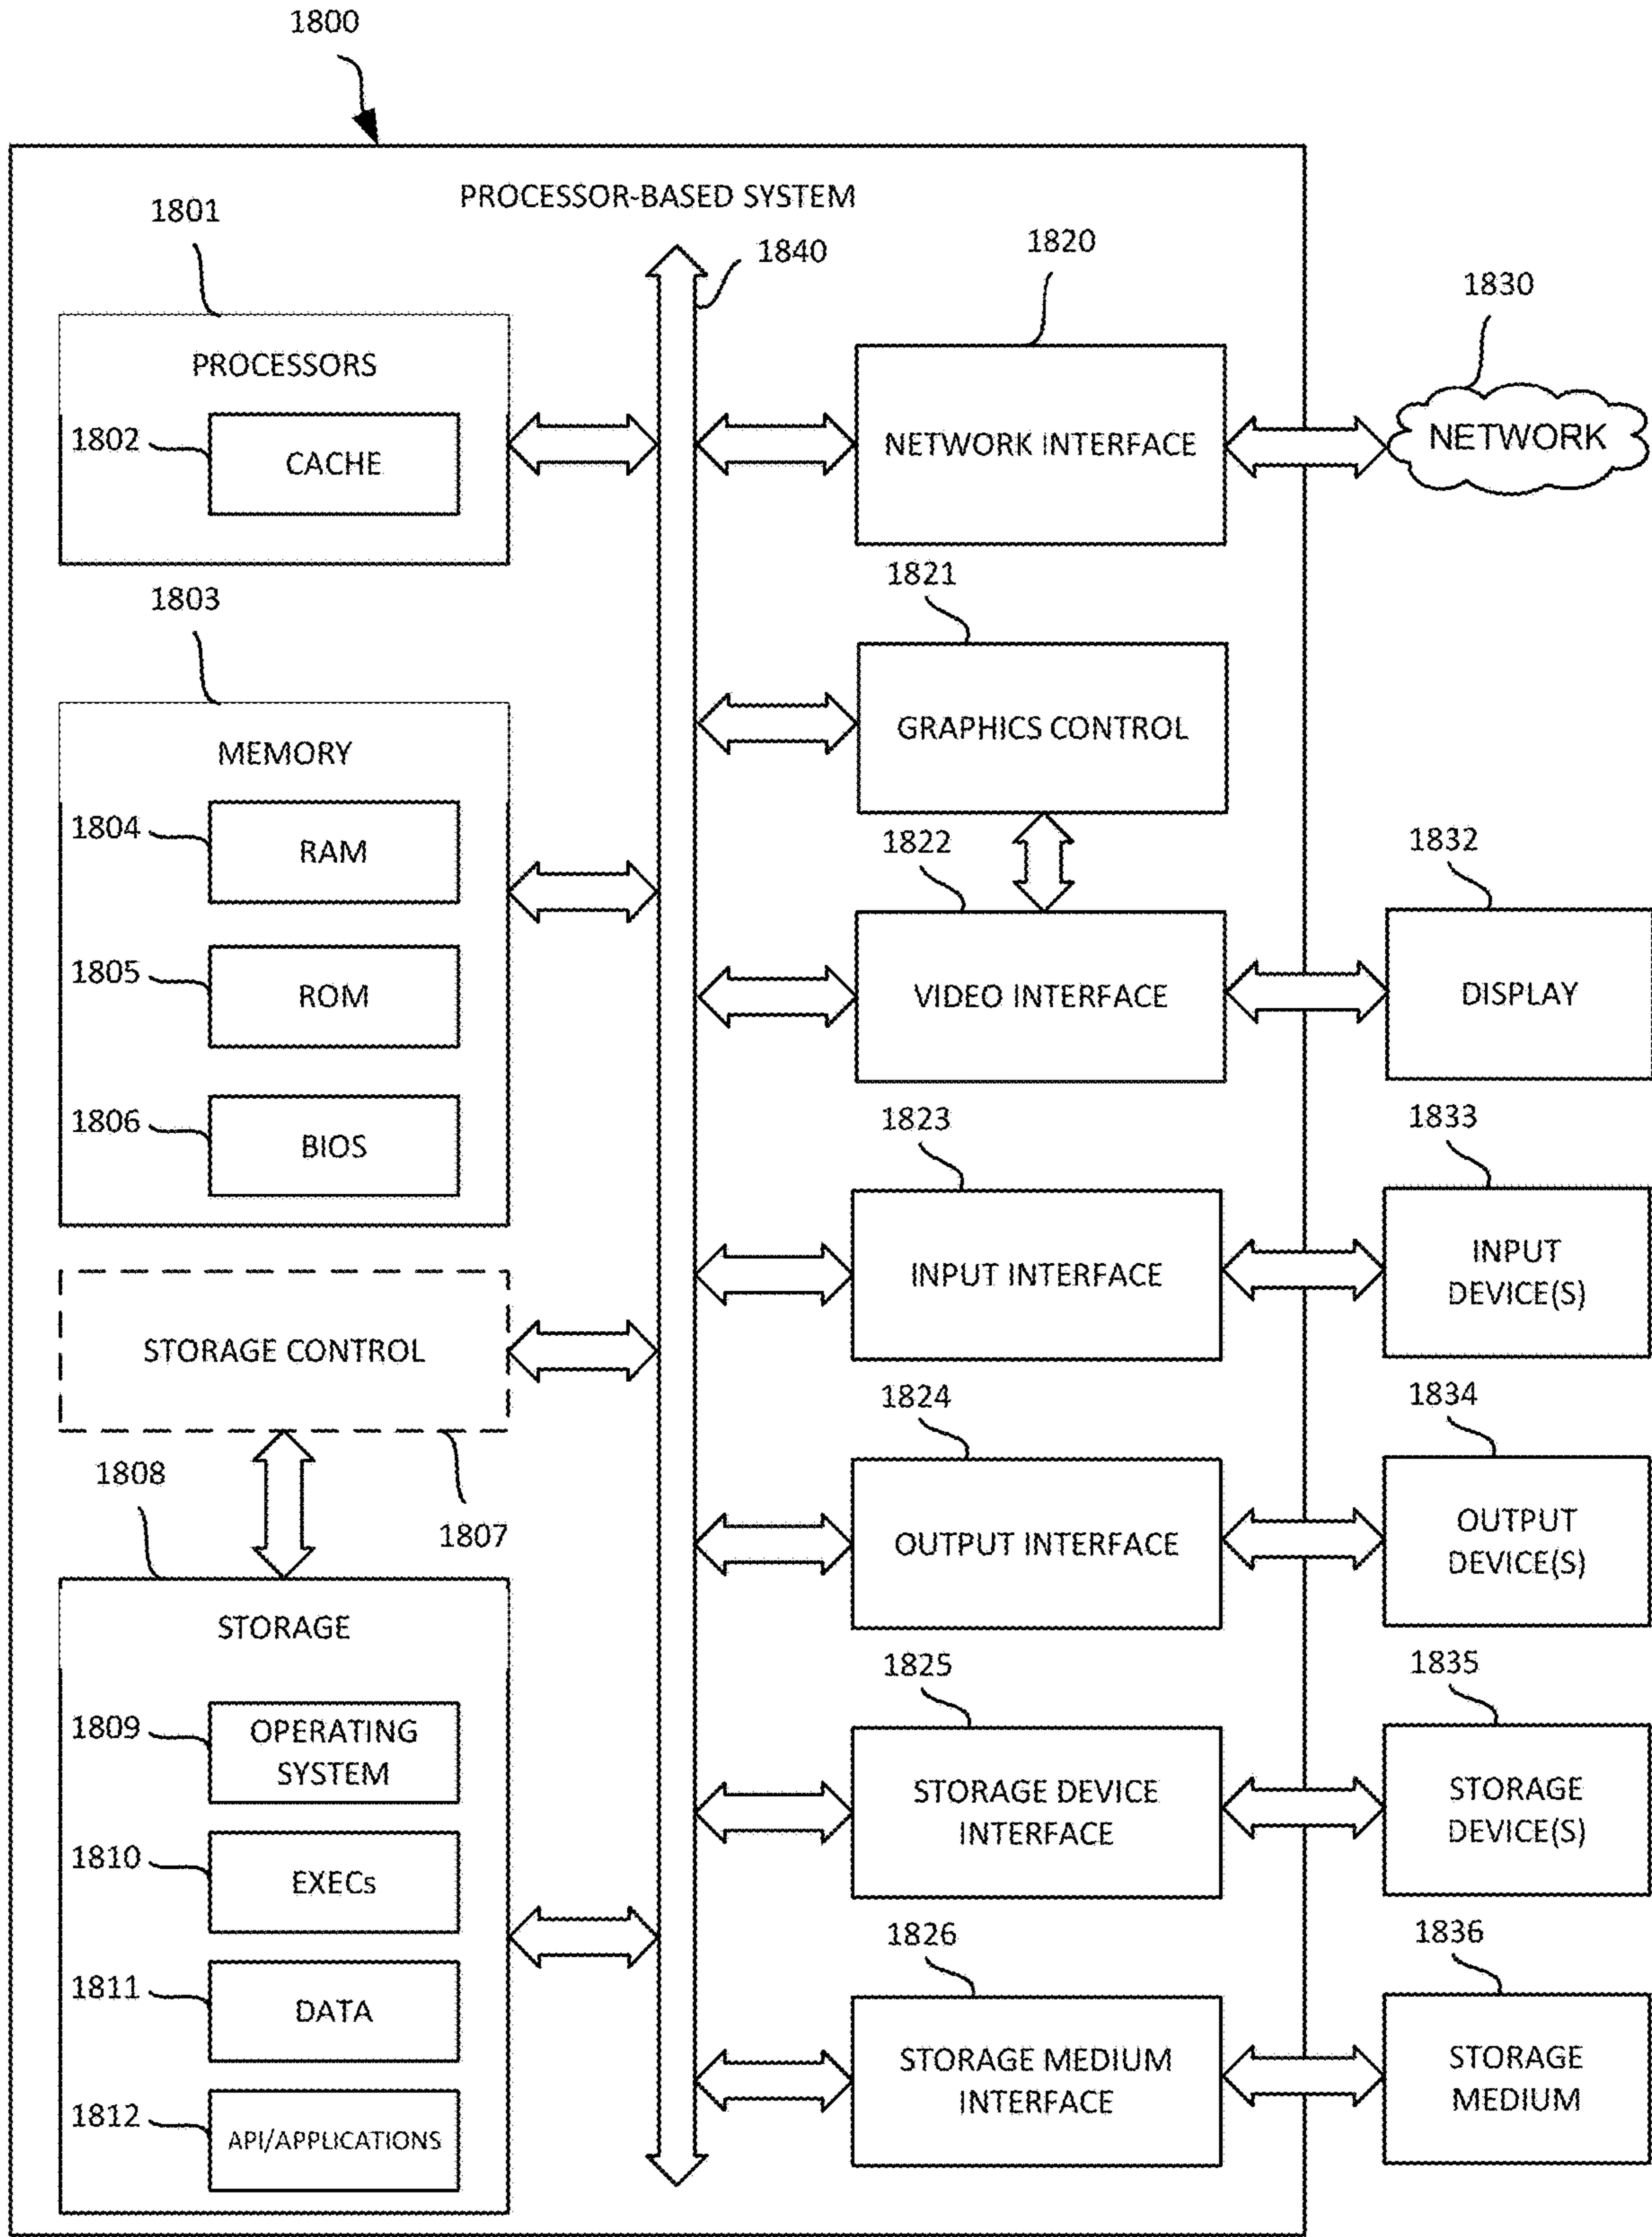 1800
PROCESSOR-BASED SYSTEM
1801
PROCESSORS
1802
CACHE
1803
MEMORY
1804
RAM
1805
ROM
1806
BIOS
STORAGE CONTROL
1807
1808
STORAGE
1809
OPERATING
SYSTEM
1810
EXECs
1811
DATA
1812
API/APPLICATIONS
1840
1820
NETWORK INTERFACE
1821
GRAPHICS CONTROL
1822
VIDEO INTERFACE
1823
INPUT INTERFACE
1824
OUTPUT INTERFACE
1825
STORAGE DEVICE
INTERFACE
1826
STORAGE MEDIUM
INTERFACE
1830
NETWORK
1832
DISPLAY
1833
INPUT
DEVICE(S)
1834
OUTPUT
DEVICE(S)
1835
STORAGE
DEVICE(S)
1836
STORAGE
MEDIUM